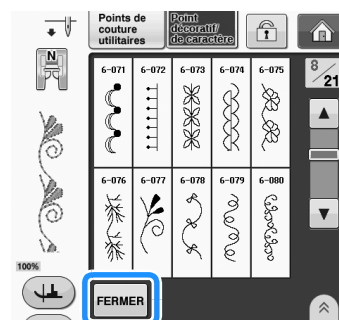 Points de
couture
utilitaires
Point
décoratif/
de caractère
N
6-071 6-072 6-073 6-074 6-075
8/21
6-076 6-077 6-078 6-079 6-080
100%
FERMER